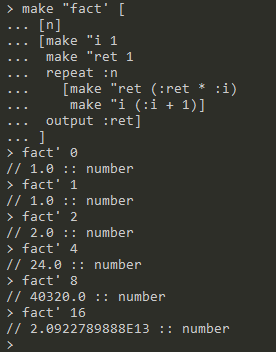 > make "fact' [
... [n]
... [make "i 1
...  make "ret 1
...  repeat :n
...    [make "ret (:ret * :i)
...     make "i (:i + 1)]
...  output :ret]
... ]
> fact' 0
// 1.0 :: number
> fact' 1
// 1.0 :: number
> fact' 2
// 2.0 :: number
> fact' 4
// 24.0 :: number
> fact' 8
// 40320.0 :: number
> fact' 16
// 2.0922789888E13 :: number
>